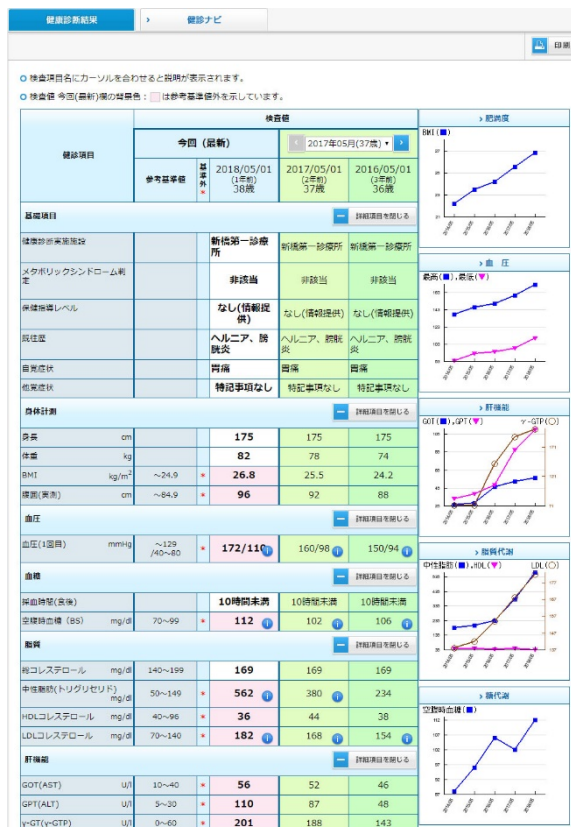 健康診断結果 › 健診ナビ
印刷
検査項目名にカーソルを合わせると説明が表示されます。
検査値 今回(最新)欄の背景色： は参考基準値外を示しています。
健診項目 検査値
今回（最新） 2017年05月(37歳)
参考基準値 基準外* 2018/05/01 (1年前) 38歳 2017/05/01 (2年前) 37歳 2016/05/01 (3年前) 36歳
基礎項目 詳細項目を閉じる
健康診断実施施設 新橋第一診療所 新橋第一診療所 新橋第一診療所
メタボリックシンドローム判定 非該当 非該当 非該当
保健指導レベル なし(情報提供) なし(情報提供) なし(情報提供)
既往歴 ヘルニア、膀胱炎 ヘルニア、膀胱炎 ヘルニア、膀胱炎
自覚症状 胃痛 胃痛 胃痛
他覚症状 特記事項なし 特記事項なし 特記事項なし
身体計測 詳細項目を閉じる
身長 cm 175 175 175
体重 kg 82 78 74
BMI kg/m² ～24.9 * 26.8 25.5 24.2
腹囲(実測) cm ～84.9 * 96 92 88
血圧 詳細項目を閉じる
血圧(1回目) mmHg ～129 /40～80 * 172/110 160/98 150/94
血糖 詳細項目を閉じる
採血時間(食後) 10時間未満 10時間未満 10時間未満
空腹時血糖（BS） mg/dl 70～99 * 112 102 106
脂質 詳細項目を閉じる
総コレステロール mg/dl 140～199 169 169 169
中性脂肪(トリグリセリド) mg/dl 50～149 * 562 380 234
HDLコレステロール mg/dl 40～96 * 36 44 38
LDLコレステロール mg/dl 70～140 * 182 168 154
肝機能 詳細項目を閉じる
GOT(AST) U/l 10～40 * 56 52 46
GPT(ALT) U/l 5～30 * 110 87 48
γ-GT(γ-GTP) U/l 0～60 * 201 188 143
› 肥満度
BMI(■)
› 血 圧
最高(■),最低(▼)
› 肝機能
GOT(■),GPT(▼) γ-GTP(○)
› 脂質代謝
中性脂肪(■),HDL(▼) LDL(○)
› 糖代謝
空腹時血糖(■)